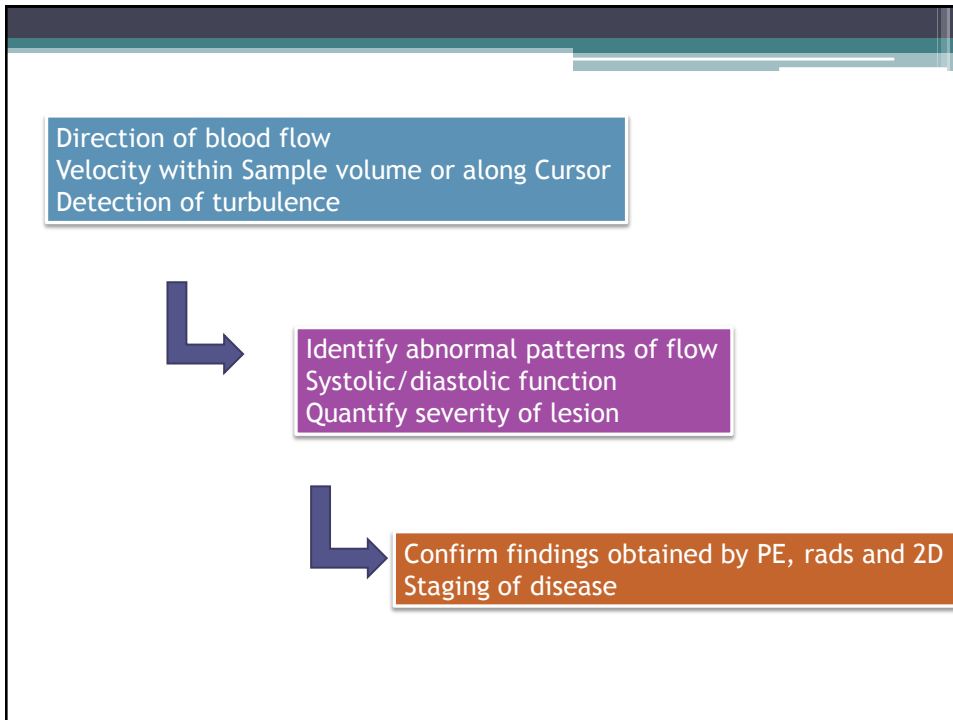 Direction of blood flow
Velocity within Sample volume or along Cursor
Detection of turbulence
Identify abnormal patterns of flow
Systolic/diastolic function
Quantify severity of lesion
Confirm findings obtained by PE, rads and 2D
Staging of disease